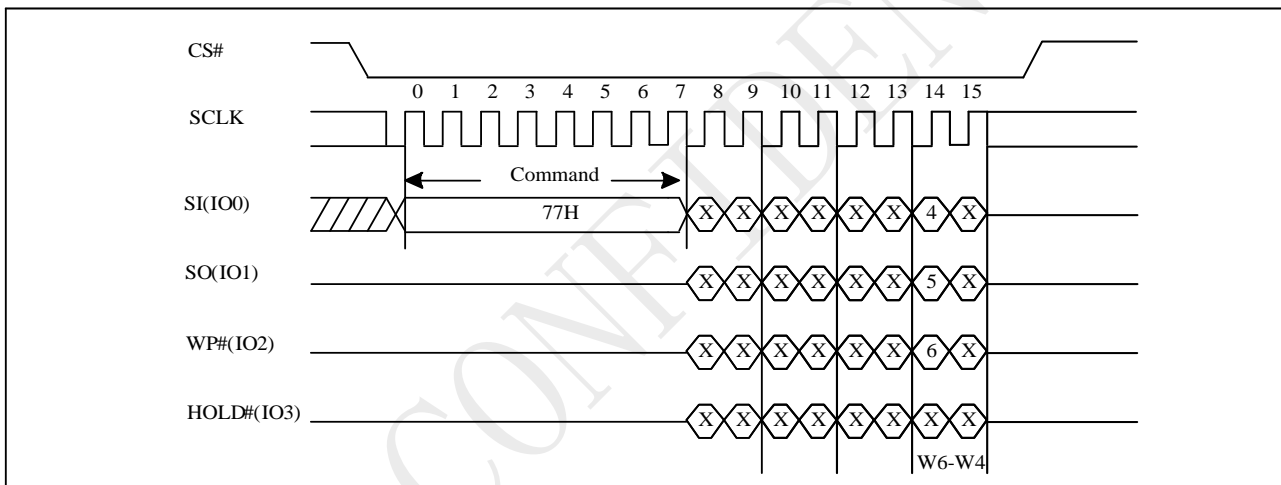 CS#
0 1 2 3 4 5 6 7 8 9 10 11 12 13 14 15
SCLK
Command
SI(IO0) 77H X X X X X X 4 X
SO(IO1) X X X X X X 5 X
WP#(IO2) X X X X X X 6 X
HOLD#(IO3) X X X X X X X X
W6-W4
CONFIDEN